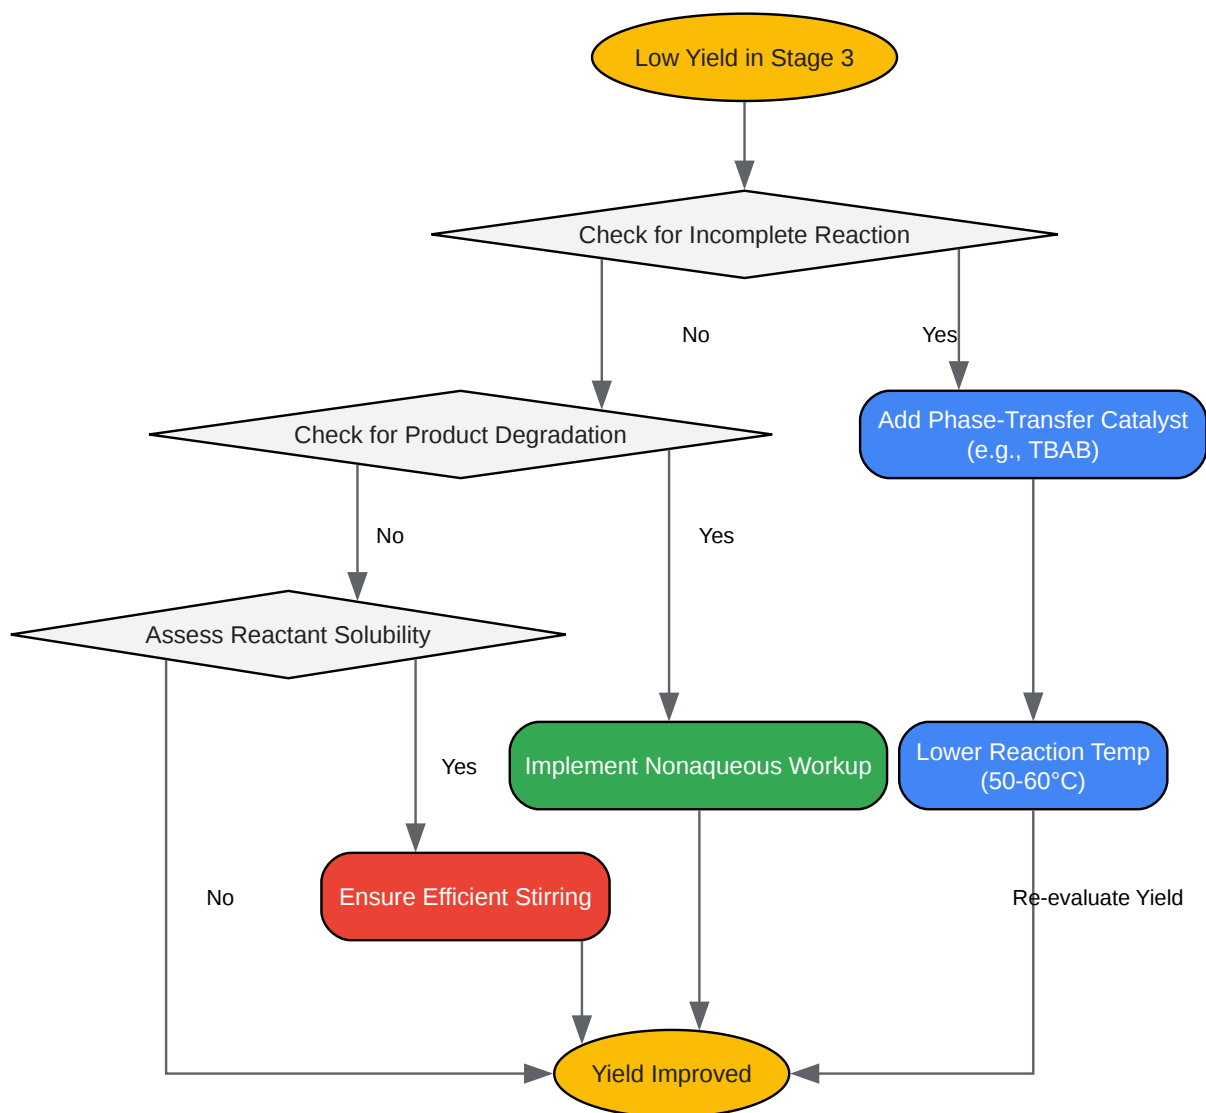 Low Yield in Stage 3
Check for Incomplete Reaction
No
Yes
Check for Product Degradation
Add Phase-Transfer Catalyst
(e.g., TBAB)
No
Yes
Assess Reactant Solubility
Yes
Implement Nonaqueous Workup
Lower Reaction Temp
(50-60°C)
No
Ensure Efficient Stirring
Re-evaluate Yield
Yield Improved